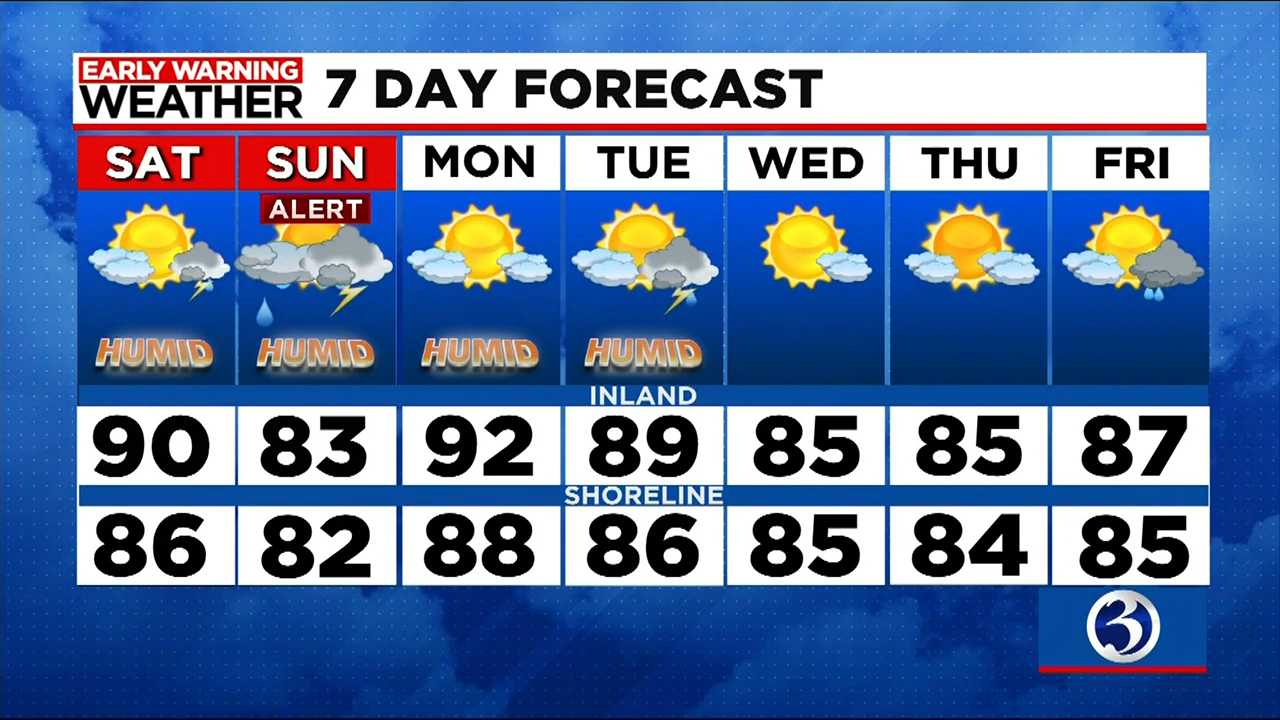 EARLY WARNING
WEATHER
7 DAY FORECAST
SAT SUN MON TUE WED THU FRI
ALERT
HUMID HUMID HUMID HUMID
INLAND
90 83 92 89 85 85 87
SHORELINE
86 82 88 86 85 84 85
3